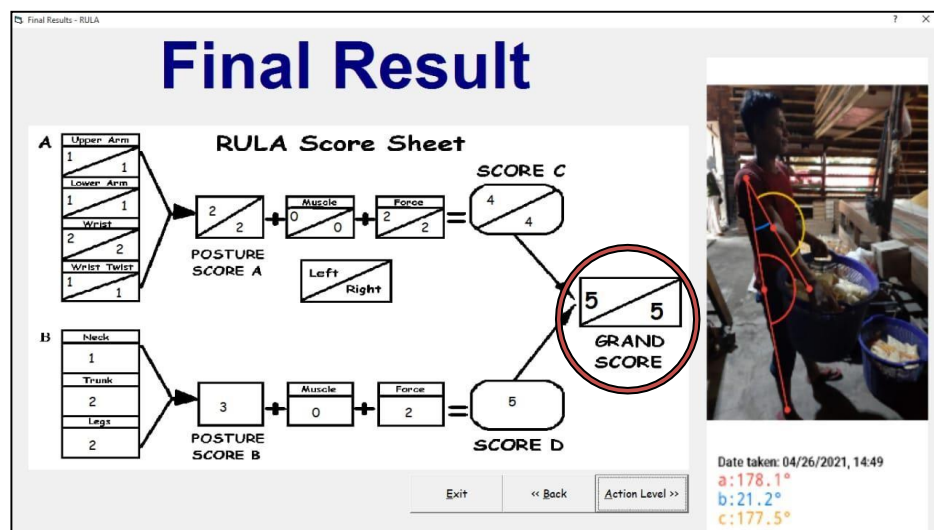 Final Results - RULA
? X
Final Result
RULA Score Sheet
A
Upper Arm
1
1
Lower Arm
1
1
Wrist
2
2
Wrist Twist
1
1
2
2
POSTURE
SCORE A
+
Muscle
0
0
+
Force
2
2
=
SCORE C
4
4
Left
Right
5
5
GRAND
SCORE
B
Neck
1
Trunk
2
Legs
2
3
POSTURE
SCORE B
+
Muscle
0
+
Force
2
=
5
SCORE D
Exit
<< Back
Action Level >>
Date taken: 04/26/2021, 14:49
a:178.1°
b:21.2°
c:177.5°